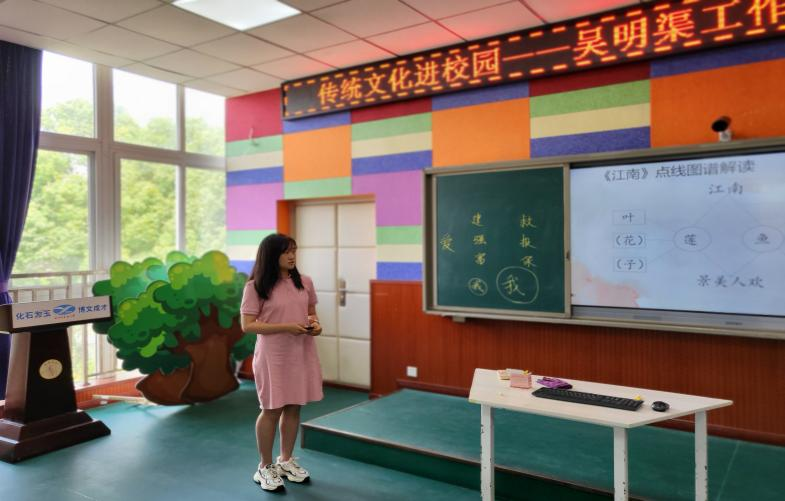 传统文化进校园——吴明渠工作
《江南》点线图谱解读
江南
叶
(花)
(子)
莲
鱼
景美人欢
爱
建
强
富
我
救
报
保
我
化石为玉
博文成才